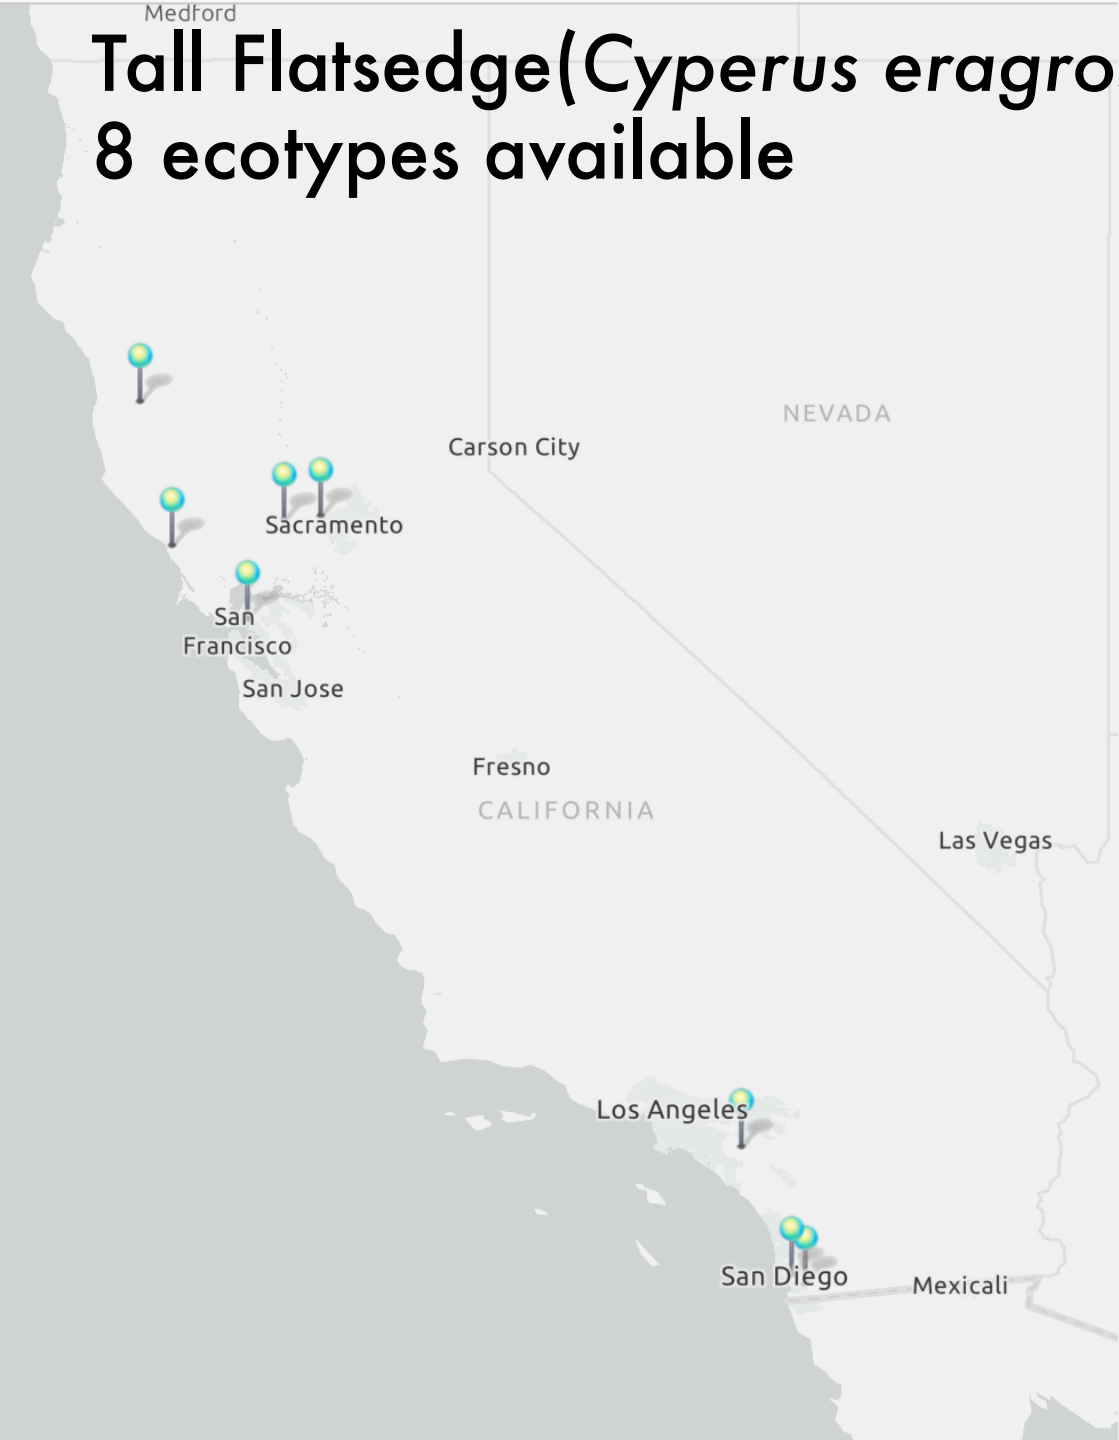 Medford
Tall Flatsedge(Cyperus eragro
8 ecotypes available
NEVADA
Carson City
Sacramento
San
Francisco
San Jose
Fresno
CALIFORNIA
Las Vegas
Los Angeles
San Diego
Mexicali